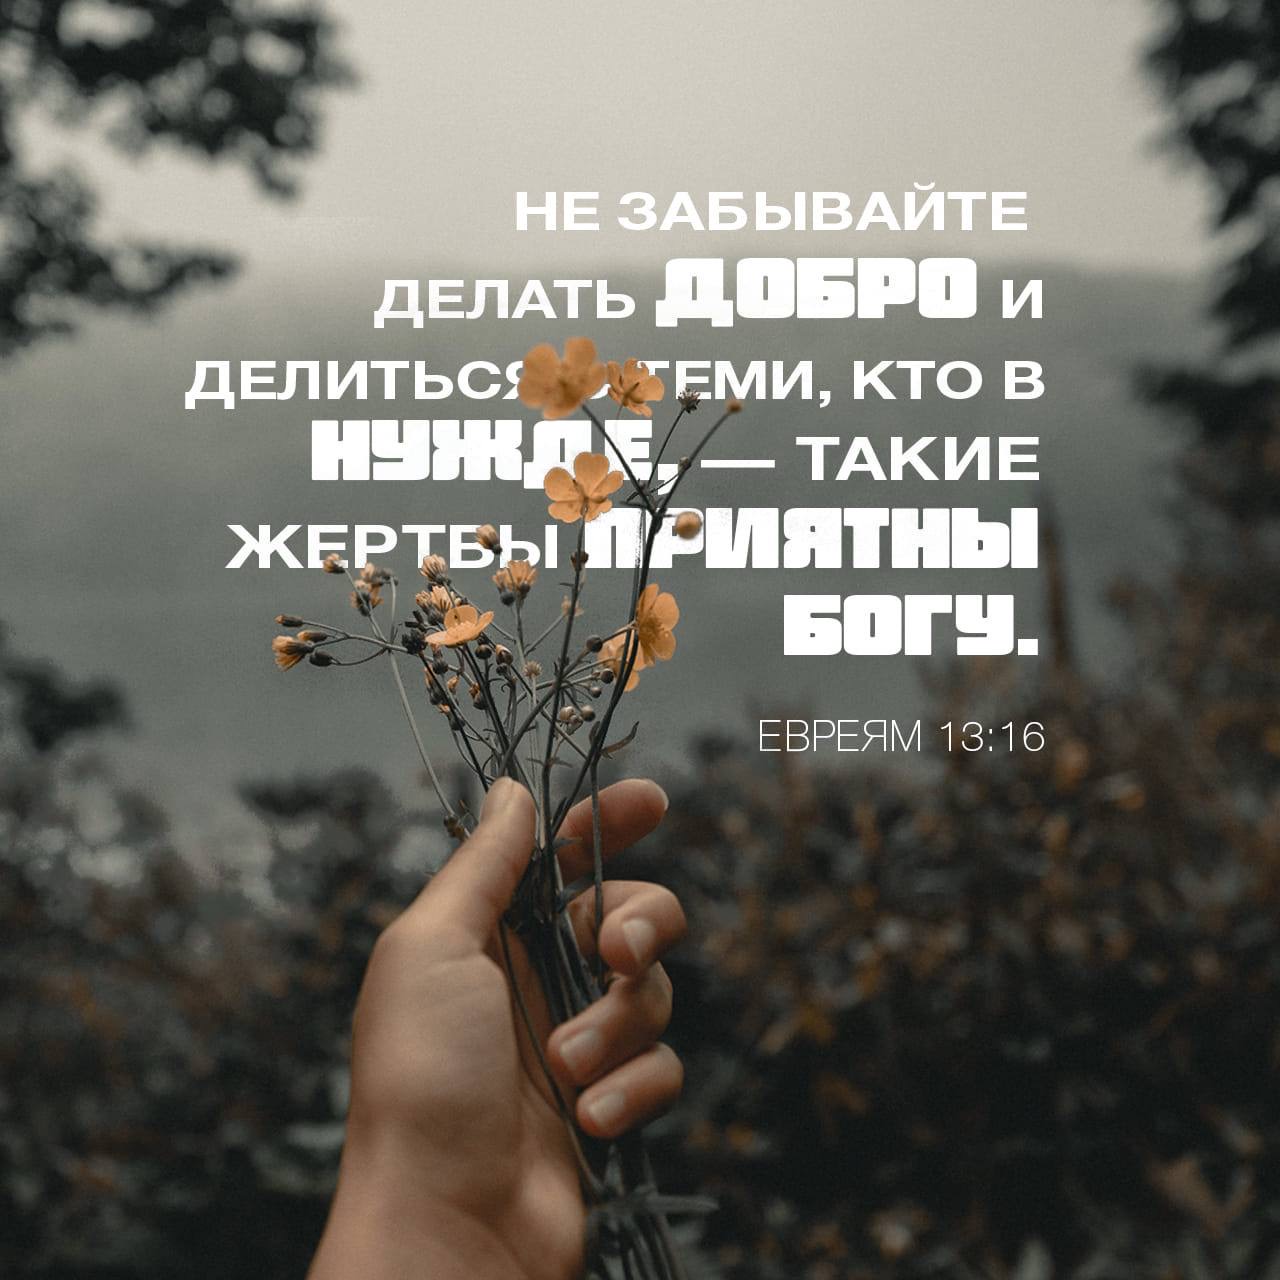 НЕ ЗАБЫВАЙТЕ
ДЕЛАТЬ ДОБРО И
ДЕЛИТЬСЯ С ТЕМИ, КТО В
НУЖДЕ, — ТАКИЕ
ЖЕРТВЫ ПРИЯТНЫ
БОГУ.
ЕВРЕЯМ 13:16